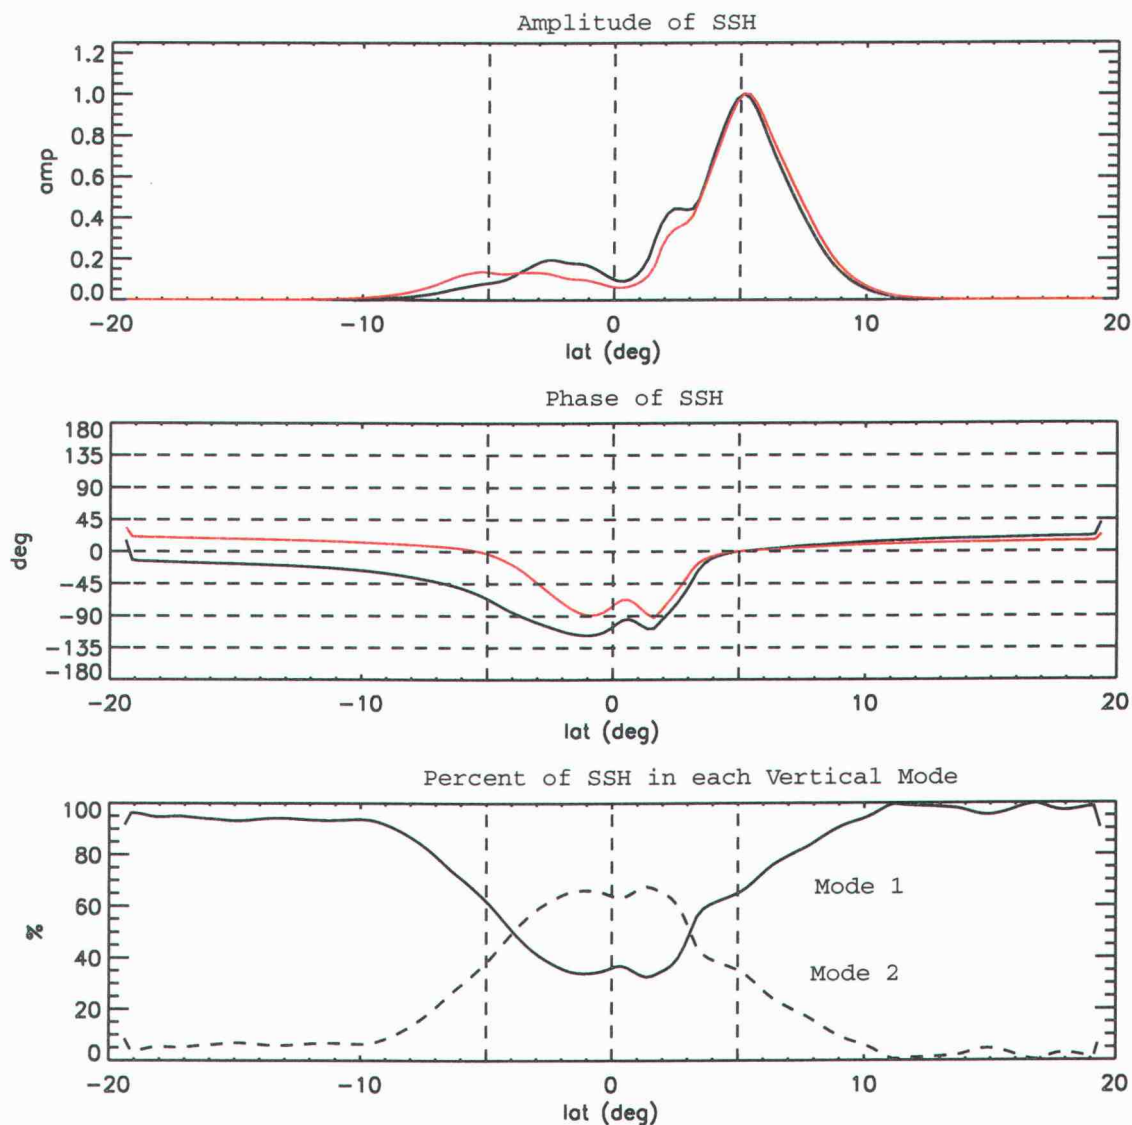 Amplitude of SSH
1.2
1.0
0.8
0.6
0.4
0.2
0.0
amp
-20 -10 0 10 20
lat (deg)
Phase of SSH
180
135
90
45
0
-45
-90
-135
-180
deg
-20 -10 0 10 20
lat (deg)
Percent of SSH in each Vertical Mode
100
80
60
40
20
0
%
Mode 1
Mode 2
-20 -10 0 10 20
lat (deg)